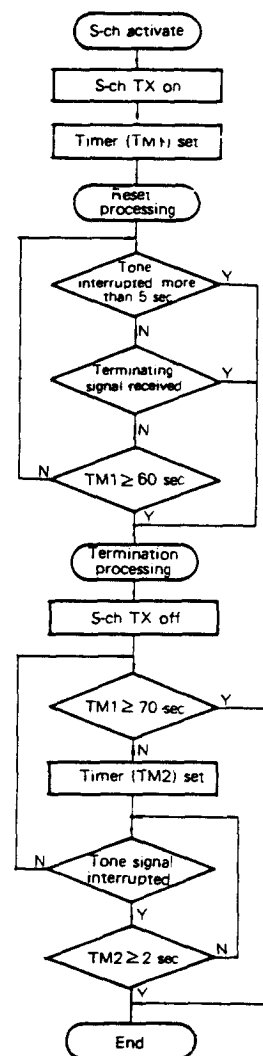 S-ch activate
S-ch TX on
Timer (TM1) set
Reset
processing
Tone
interrupted more
than 5 sec
Y
N
Terminating
signal received
Y
N
N
TM1 ≥ 60 sec
Y
Termination
processing
S-ch TX off
TM1 ≥ 70 sec
Y
N
Timer (TM2) set
N
Tone signal
interrupted
Y
TM2 ≥ 2 sec
N
Y
End